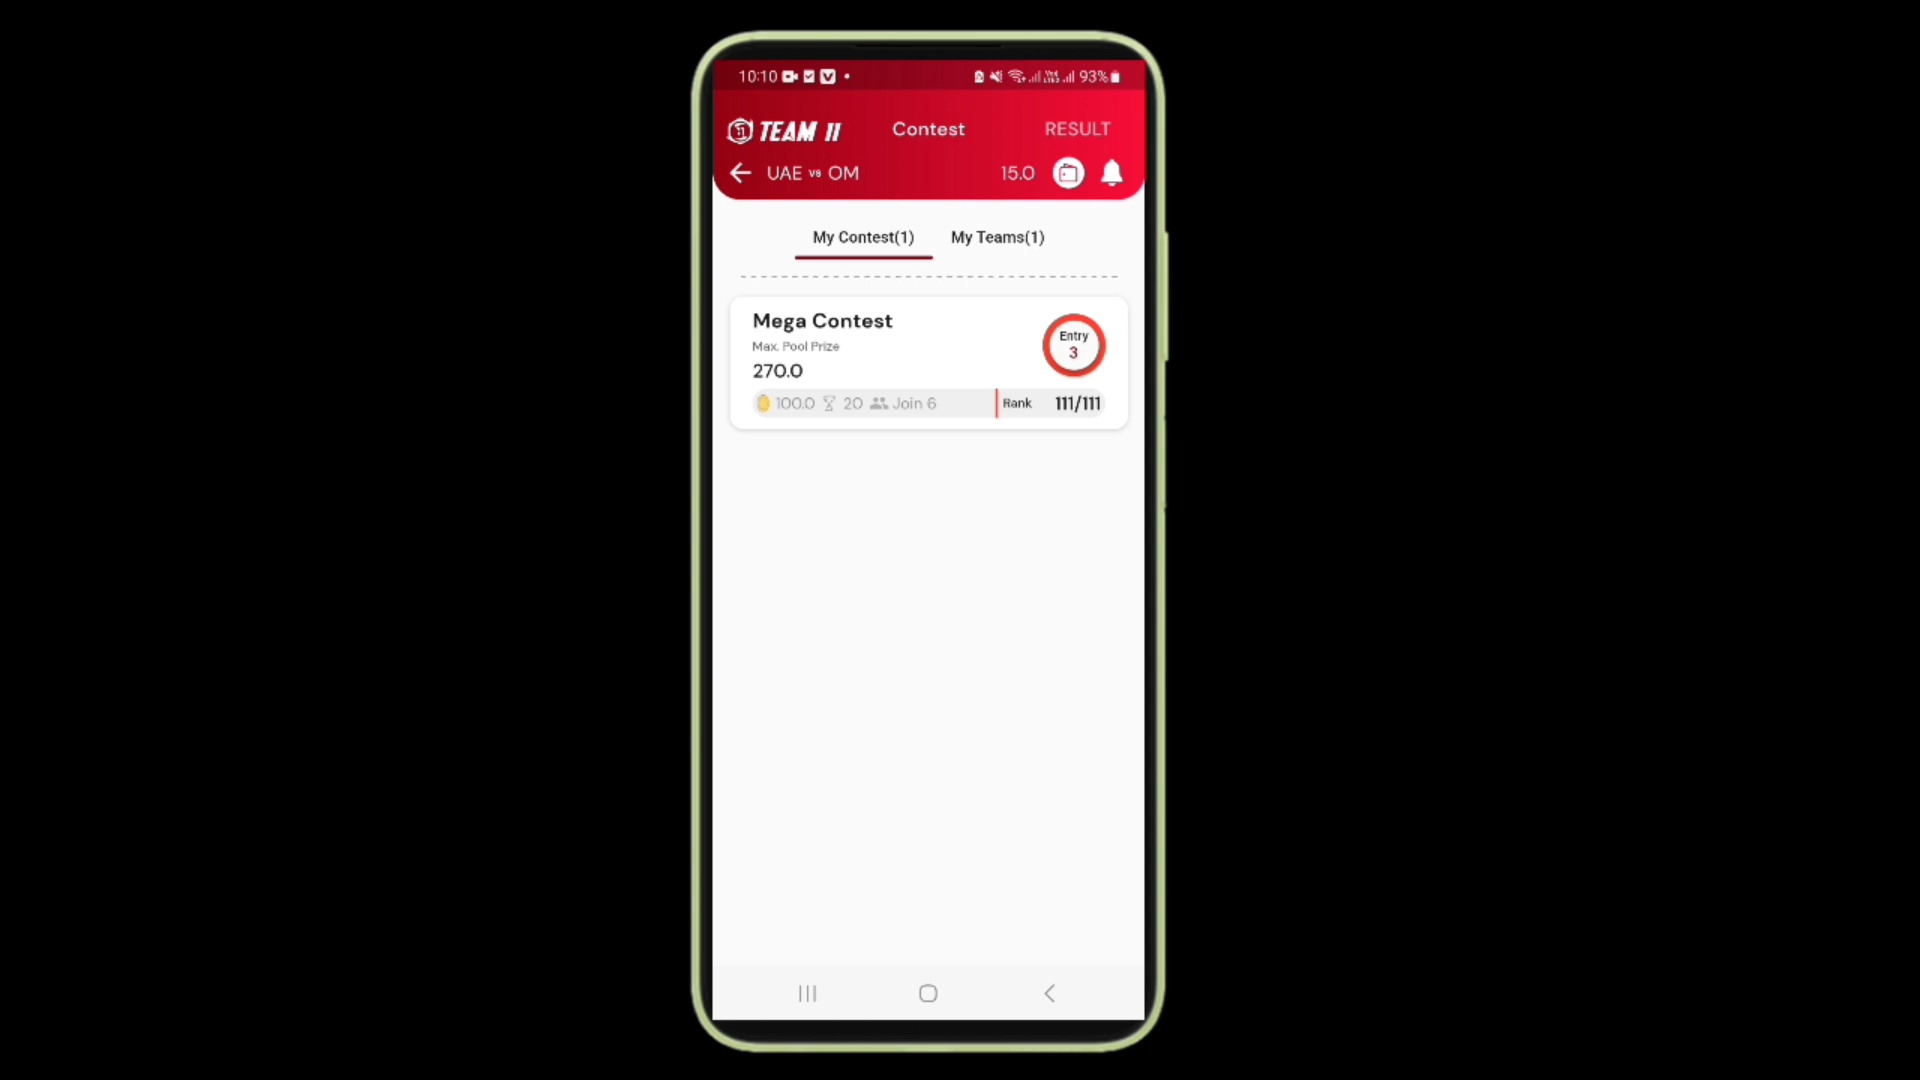 10:10 93%
TEAM 11 Contest RESULT
UAE vs OM 15.0
My Contest(1) My Teams(1)
Mega Contest
Max. Pool Prize
270.0
Entry
3
100.0 20 Join 6 Rank 111/111